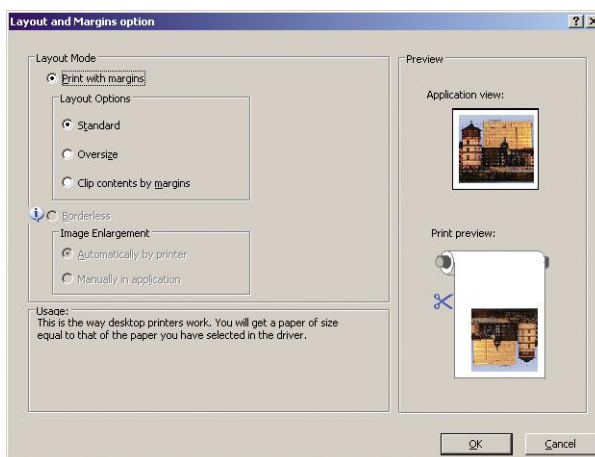 Layout and Margins option
Layout Mode
Print with margins
Layout Options
Standard
Oversize
Clip contents by margins
Borderless
Image Enlargement
Automatically by printer
Manually in application
Usage:
This is the way desktop printers work. You will get a paper of size
equal to that of the paper you have selected in the driver.
Preview
Application view:
Print preview:
OK
Cancel